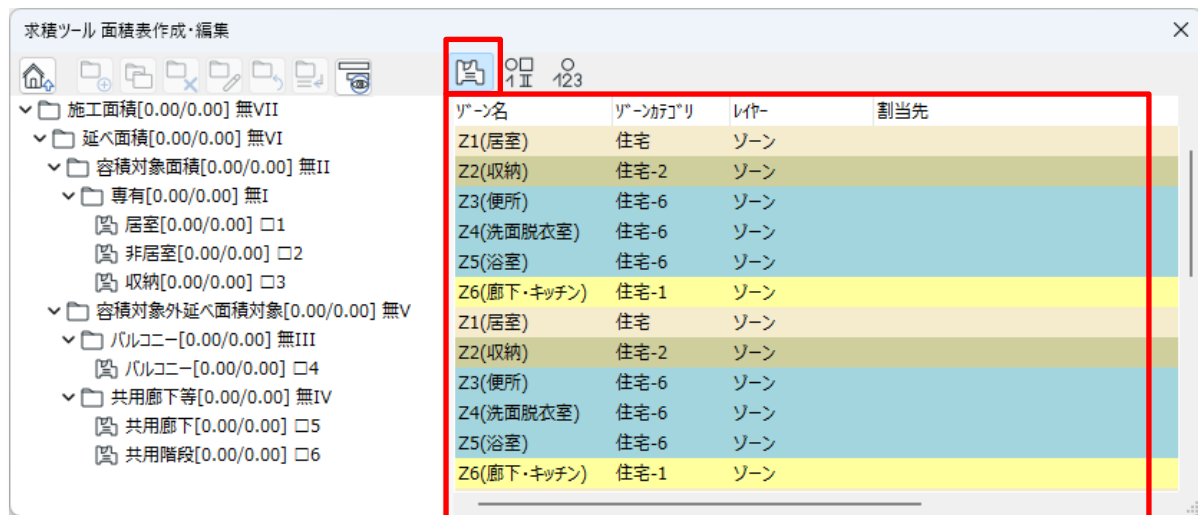 求積ツール 面積表作成・編集
1 II 123
施工面積[0.00/0.00] 無VII
延べ面積[0.00/0.00] 無VI
容積対象面積[0.00/0.00] 無II
専有[0.00/0.00] 無I
居室[0.00/0.00] □1
非居室[0.00/0.00] □2
収納[0.00/0.00] □3
容積対象外延べ面積対象[0.00/0.00] 無V
バルコニー[0.00/0.00] 無III
バルコニー[0.00/0.00] □4
共用廊下等[0.00/0.00] 無IV
共用廊下[0.00/0.00] □5
共用階段[0.00/0.00] □6
ゾーン名 ゾーンカテゴリ レイヤー 割当先
Z1(居室) 住宅 ゾーン
Z2(収納) 住宅-2 ゾーン
Z3(便所) 住宅-6 ゾーン
Z4(洗面脱衣室) 住宅-6 ゾーン
Z5(浴室) 住宅-6 ゾーン
Z6(廊下・キッチン) 住宅-1 ゾーン
Z1(居室) 住宅 ゾーン
Z2(収納) 住宅-2 ゾーン
Z3(便所) 住宅-6 ゾーン
Z4(洗面脱衣室) 住宅-6 ゾーン
Z5(浴室) 住宅-6 ゾーン
Z6(廊下・キッチン) 住宅-1 ゾーン